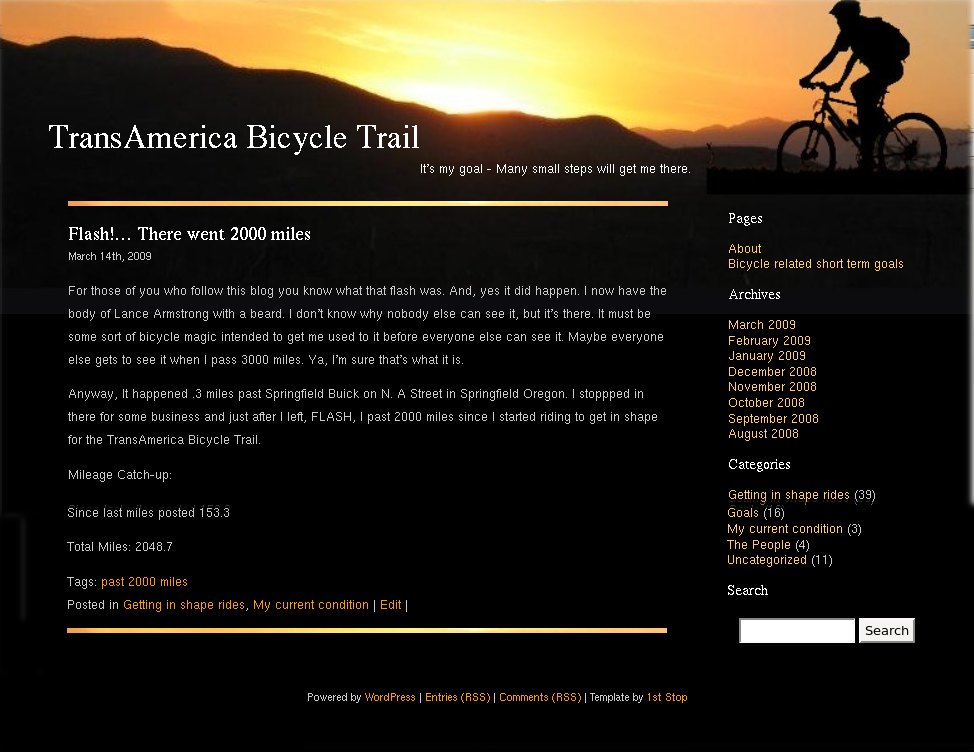 TransAmerica Bicycle Trail
It's my goal - Many small steps will get me there.
Flash!... There went 2000 miles
March 14th, 2009
For those of you who follow this blog you know what that flash was. And, yes it did happen. I now have the
body of Lance Armstrong with a beard. I don't know why nobody else can see it, but it's there. It must be
some sort of bicycle magic intended to get me used to it before everyone else can see it. Maybe everyone
else gets to see it when I pass 3000 miles. Ya, I'm sure that's what it is.
Anyway, It happened .3 miles past Springfield Buick on N. A Street in Springfield Oregon. I stoppped in
there for some business and just after I left, FLASH, I past 2000 miles since I started riding to get in shape
for the TransAmerica Bicycle Trail.
Mileage Catch-up:
Since last miles posted 153.3
Total Miles: 2048.7
Tags: past 2000 miles
Posted in Getting in shape rides, My current condition | Edit |
Pages
About
Bicycle related short term goals
Archives
March 2009
February 2009
January 2009
December 2008
November 2008
October 2008
September 2008
August 2008
Categories
Getting in shape rides (39)
Goals (16)
My current condition (3)
The People (4)
Uncategorized (11)
Search
Search
Powered by WordPress | Entries (RSS) | Comments (RSS) | Template by 1st Stop